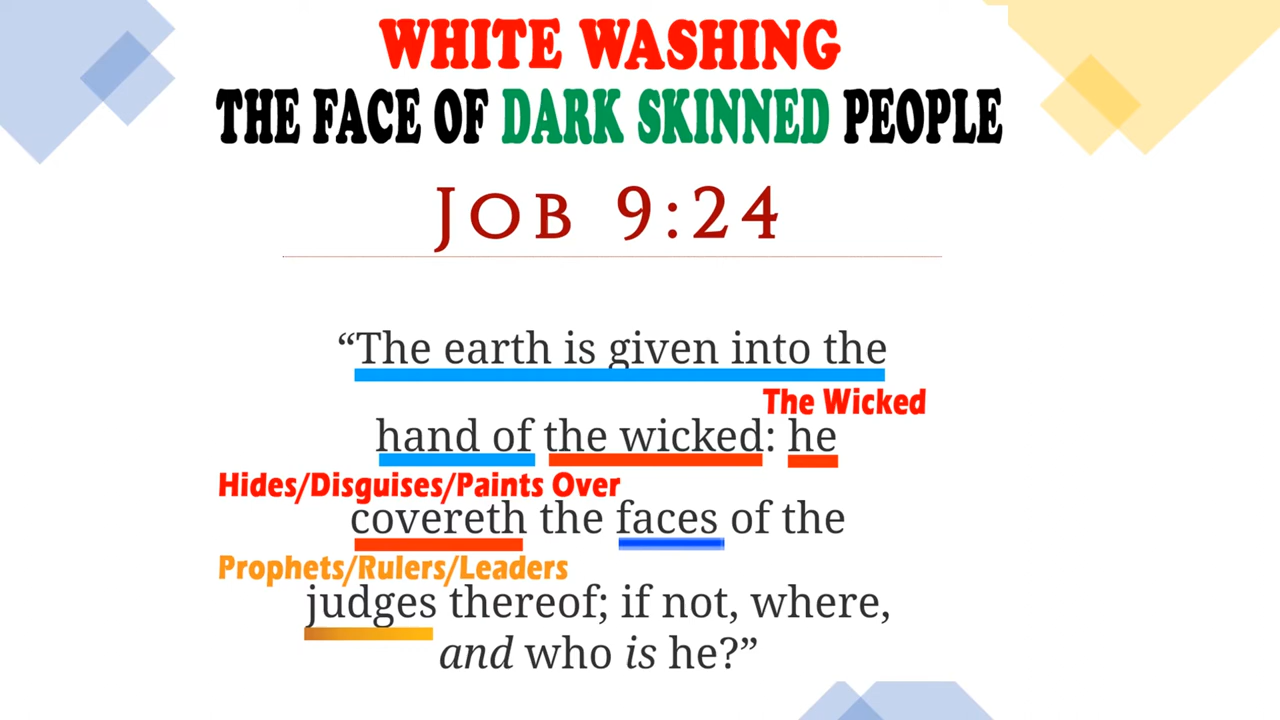 WHITE WASHING
THE FACE OF DARK SKINNED PEOPLE
JOB 9:24
“The earth is given into the
The Wicked
hand of the wicked: he
Hides/Disguises/Paints Over
covereth the faces of the
Prophets/Rulers/Leaders
judges thereof; if not, where,
and who is he?”